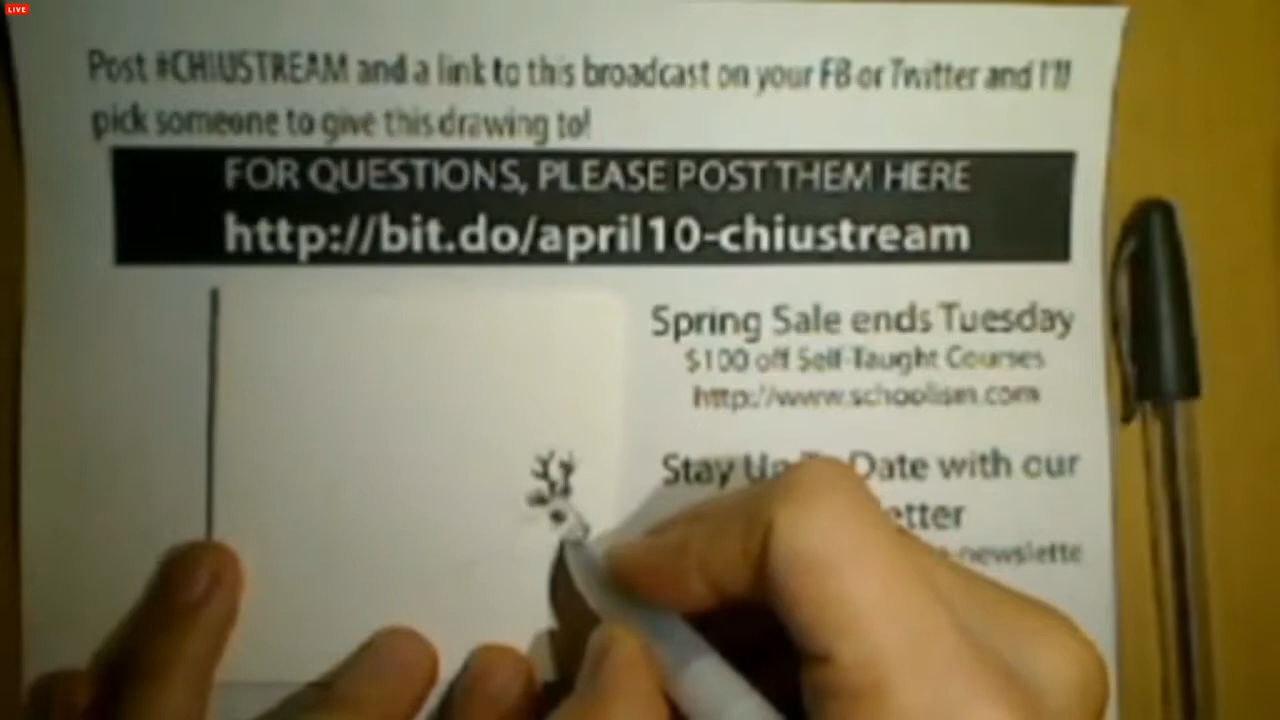 LIVE
Post #CHIUSTREAM and a link to this broadcast on your FB or Twitter and I'll
pick someone to give this drawing to!
FOR QUESTIONS, PLEASE POST THEM HERE
http://bit.do/april10-chiustream
Spring Sale ends Tuesday
$100 off Self-Taught Courses
http://www.schoolism.com
Stay Up To Date with our
etter
-newslette